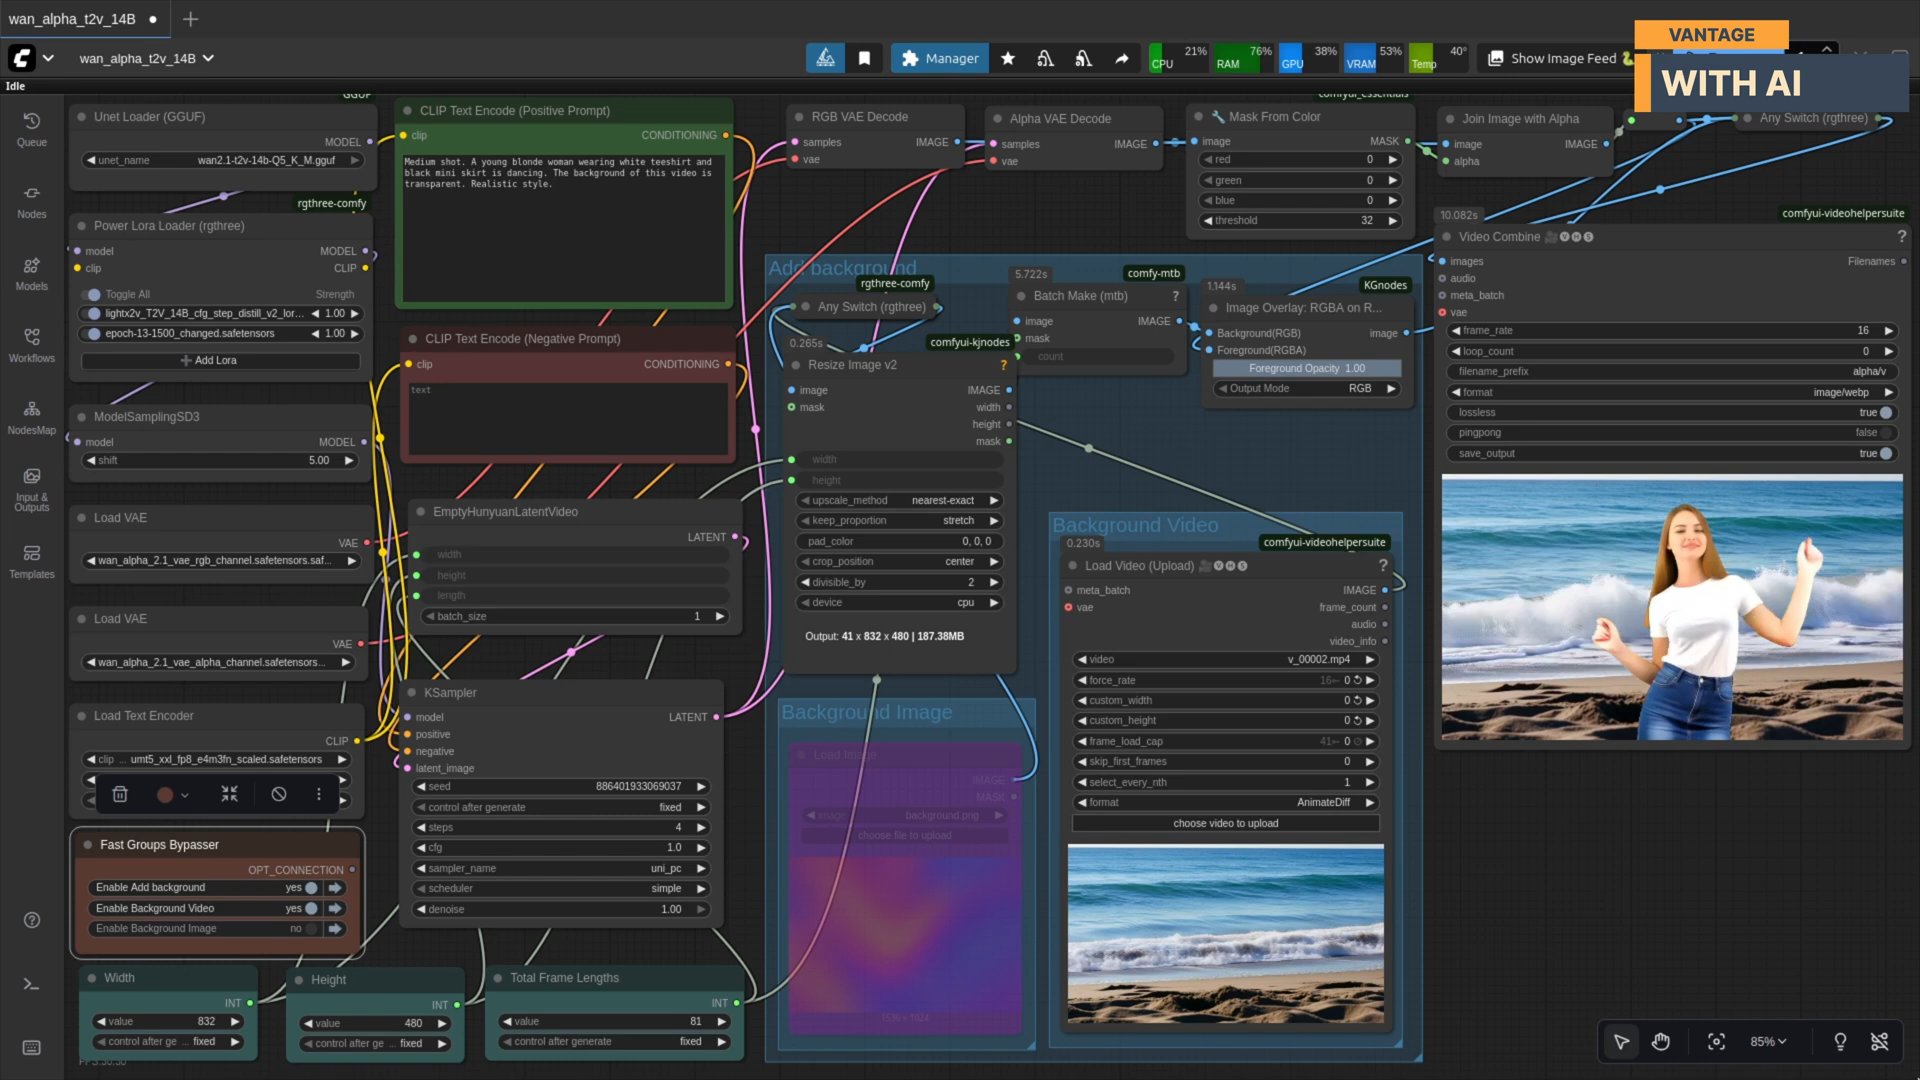 wan_alpha_t2v_14B
wan_alpha_t2v_14B
Manager
21%
CPU
76%
RAM
38%
GPU
53%
VRAM
40°
Temp
Show Image Feed
VANTAGE
WITH AI
Idle
Queue
Nodes
Models
Workflows
NodesMap
Input &
Outputs
Templates
Unet Loader (GGUF)
MODEL
unet_name wan2.1-t2v-14b-Q5_K_M.gguf
rgthree-comfy
Power Lora Loader (rgthree)
model MODEL
clip CLIP
Toggle All Strength
lightx2v_T2V_14B_cfg_step_distill_v2_lor... 1.00
epoch-13-1500_changed.safetensors 1.00
Add Lora
ModelSamplingSD3
model MODEL
shift 5.00
Load VAE
VAE
wan_alpha_2.1_vae_rgb_channel.safetensors.saf...
Load VAE
VAE
wan_alpha_2.1_vae_alpha_channel.safetensors...
Load Text Encoder
CLIP
clip ... umt5_xxl_fp8_e4m3fn_scaled.safetensors
Fast Groups Bypasser
OPT_CONNECTION
Enable Add background yes
Enable Background Video yes
Enable Background Image no
Width
INT
value 832
control after ge ... fixed
Height
INT
value 480
control after ge ... fixed
Total Frame Lengths
INT
value 81
control after generate fixed
CLIP Text Encode (Positive Prompt)
clip CONDITIONING
Medium shot. A young blonde woman wearing white teeshirt and
black mini skirt is dancing. The background of this video is
transparent. Realistic style.
CLIP Text Encode (Negative Prompt)
clip CONDITIONING
text
EmptyHunyuanLatentVideo
LATENT
width
height
length
batch_size 1
KSampler
model LATENT
positive
negative
latent_image
seed 886401933069037
control after generate fixed
steps 4
cfg 1.0
sampler_name uni_pc
scheduler simple
denoise 1.00
RGB VAE Decode
samples IMAGE
vae
Alpha VAE Decode
samples IMAGE
vae
comfyui_essentials
Mask From Color
image MASK
red 0
green 0
blue 0
threshold 32
Join Image with Alpha
image IMAGE
alpha
Any Switch (rgthree)
Add background
rgthree-comfy
Any Switch (rgthree)
0.265s comfyui-kjnodes
Resize Image v2 ?
image IMAGE
mask width
height
mask
width
height
upscale_method nearest-exact
keep_proportion stretch
pad_color 0, 0, 0
crop_position center
divisible_by 2
device cpu
Output: 41 x 832 x 480 | 187.38MB
5.722s comfy-mtb
Batch Make (mtb) ?
image IMAGE
mask
count
1.144s KGnodes
Image Overlay: RGBA on R...
Background(RGB) image
Foreground(RGBA)
Foreground Opacity 1.00
Output Mode RGB
Background Image
Load Image
IMAGE
MASK
image background.png
choose file to upload
1536 x 1024
Background Video
0.230s comfyui-videohelpersuite
Load Video (Upload) ?
meta_batch IMAGE
vae frame_count
audio
video_info
video v_00002.mp4
force_rate 16← 0
custom_width 0
custom_height 0
frame_load_cap 41← 0
skip_first_frames 0
select_every_nth 1
format AnimateDiff
choose video to upload
10.082s comfyui-videohelpersuite
Video Combine VHS ?
images Filenames
audio
meta_batch
vae
frame_rate 16
loop_count 0
filename_prefix alpha/v
format image/webp
lossless true
pingpong false
save_output true
85%